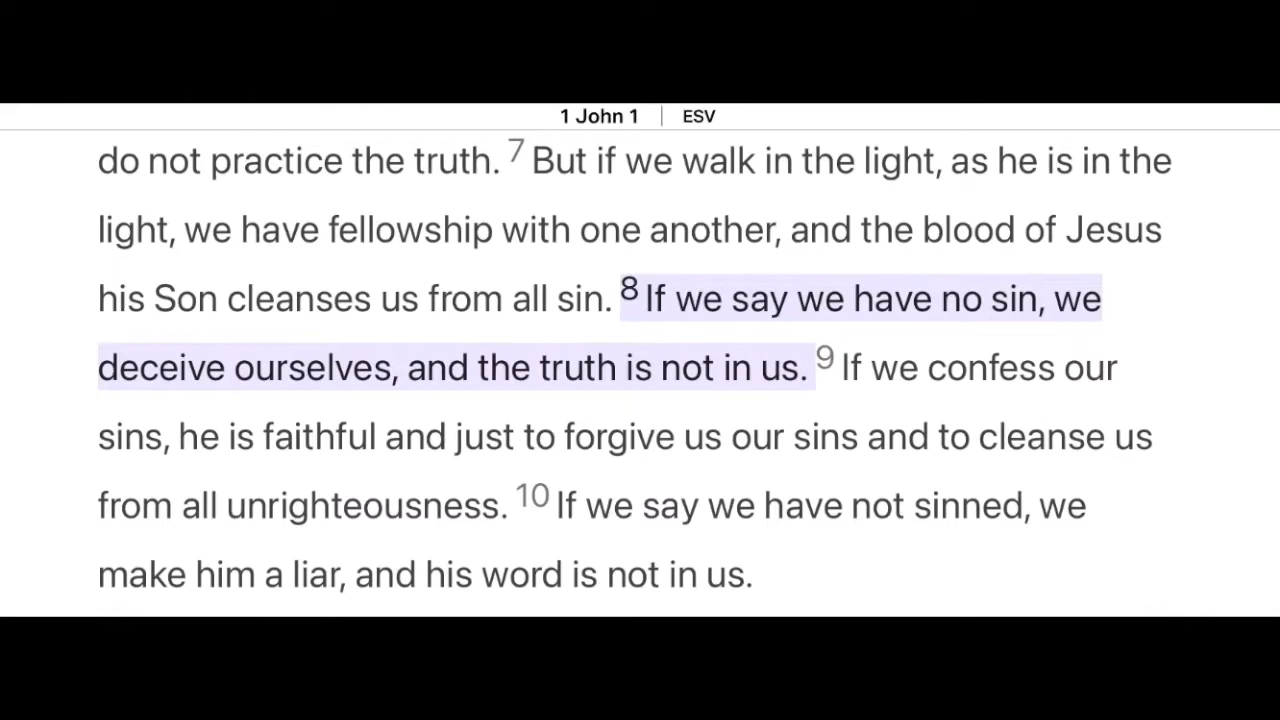 1 John 1 | ESV
do not practice the truth. 7 But if we walk in the light, as he is in the
light, we have fellowship with one another, and the blood of Jesus
his Son cleanses us from all sin. 8 If we say we have no sin, we
deceive ourselves, and the truth is not in us. 9 If we confess our
sins, he is faithful and just to forgive us our sins and to cleanse us
from all unrighteousness. 10 If we say we have not sinned, we
make him a liar, and his word is not in us.